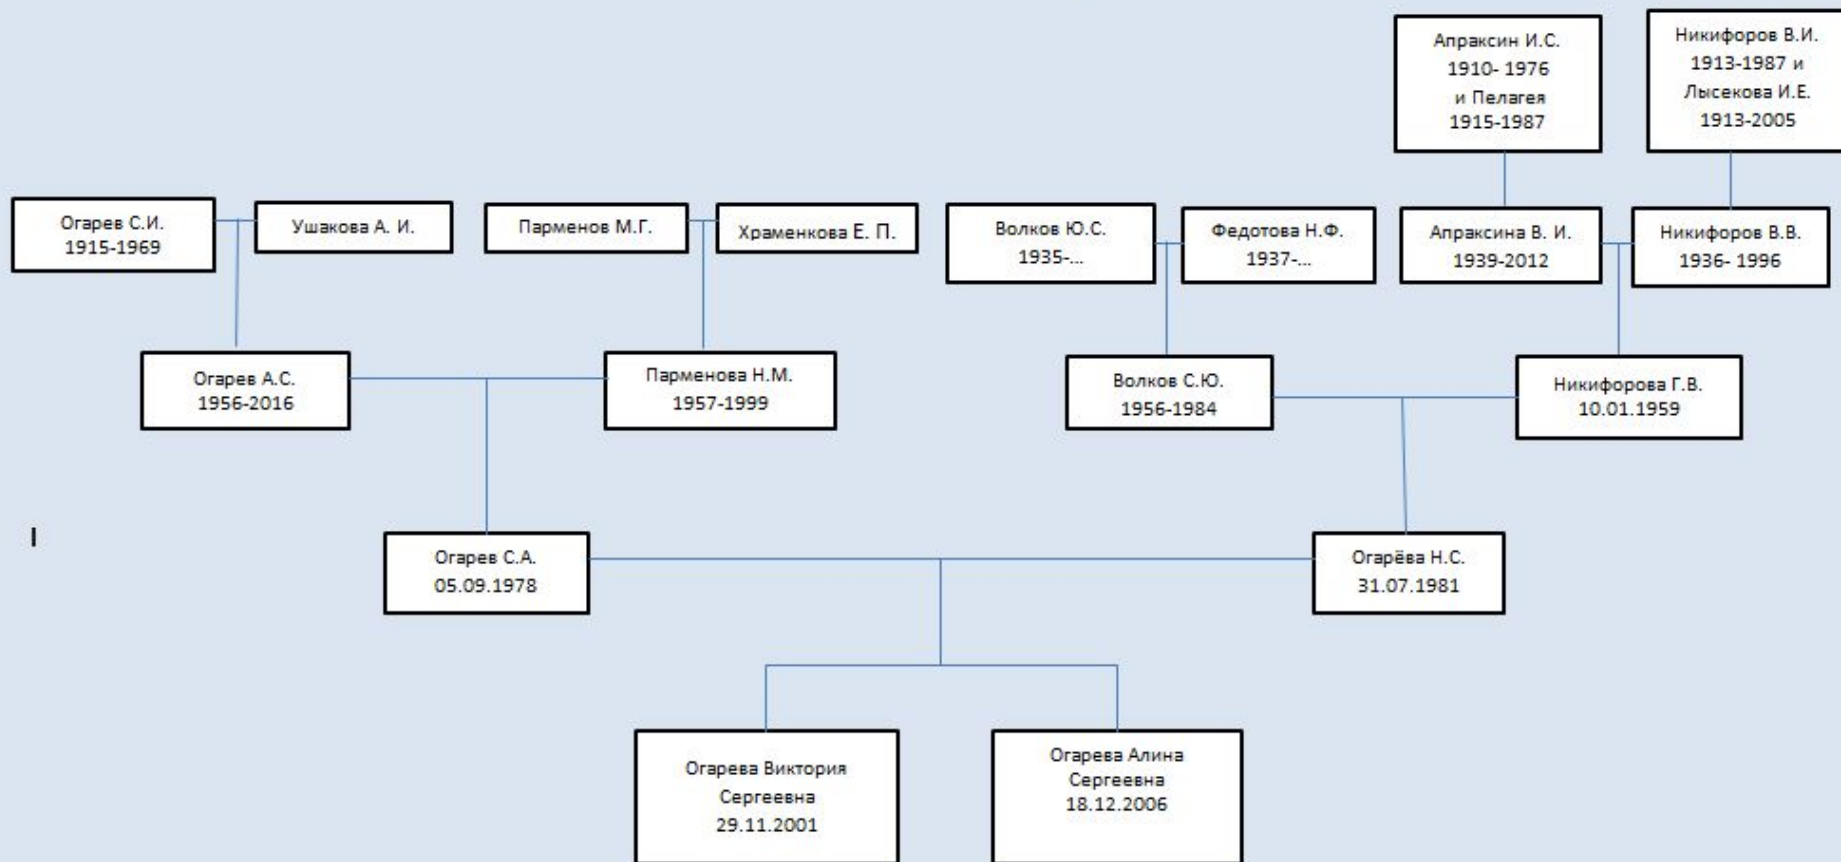 Апраксин И.С.
1910- 1976
и Пелагея
1915-1987
Никифоров В.И.
1913-1987 и
Лысекова И.Е.
1913-2005
Огарев С.И.
1915-1969
Ушакова А. И.
Парменов М.Г.
Храменкова Е. П.
Волков Ю.С.
1935-...
Федотова Н.Ф.
1937-...
Апраксина В. И.
1939-2012
Никифоров В.В.
1936- 1996
Огарев А.С.
1956-2016
Парменова Н.М.
1957-1999
Волков С.Ю.
1956-1984
Никифорова Г.В.
10.01.1959
I
Огарев С.А.
05.09.1978
Огарёва Н.С.
31.07.1981
Огарева Виктория
Сергеевна
29.11.2001
Огарева Алина
Сергеевна
18.12.2006